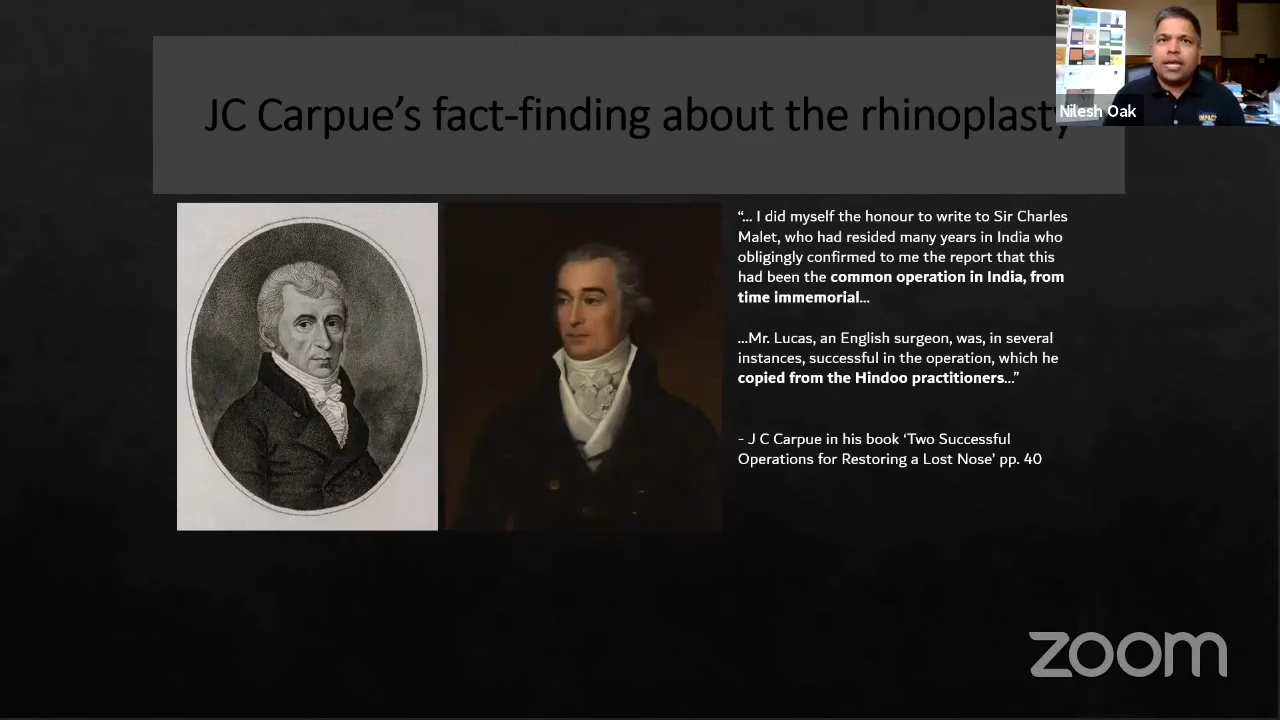 JC Carpue’s fact-finding about the rhinoplasty
Nilesh Oak
“... I did myself the honour to write to Sir Charles
Malet, who had resided many years in India who
obligingly confirmed to me the report that this
had been the common operation in India, from
time immemorial...
...Mr. Lucas, an English surgeon, was, in several
instances, successful in the operation, which he
copied from the Hindoo practitioners...”
- J C Carpue in his book ‘Two Successful
Operations for Restoring a Lost Nose’ pp. 40
zoom